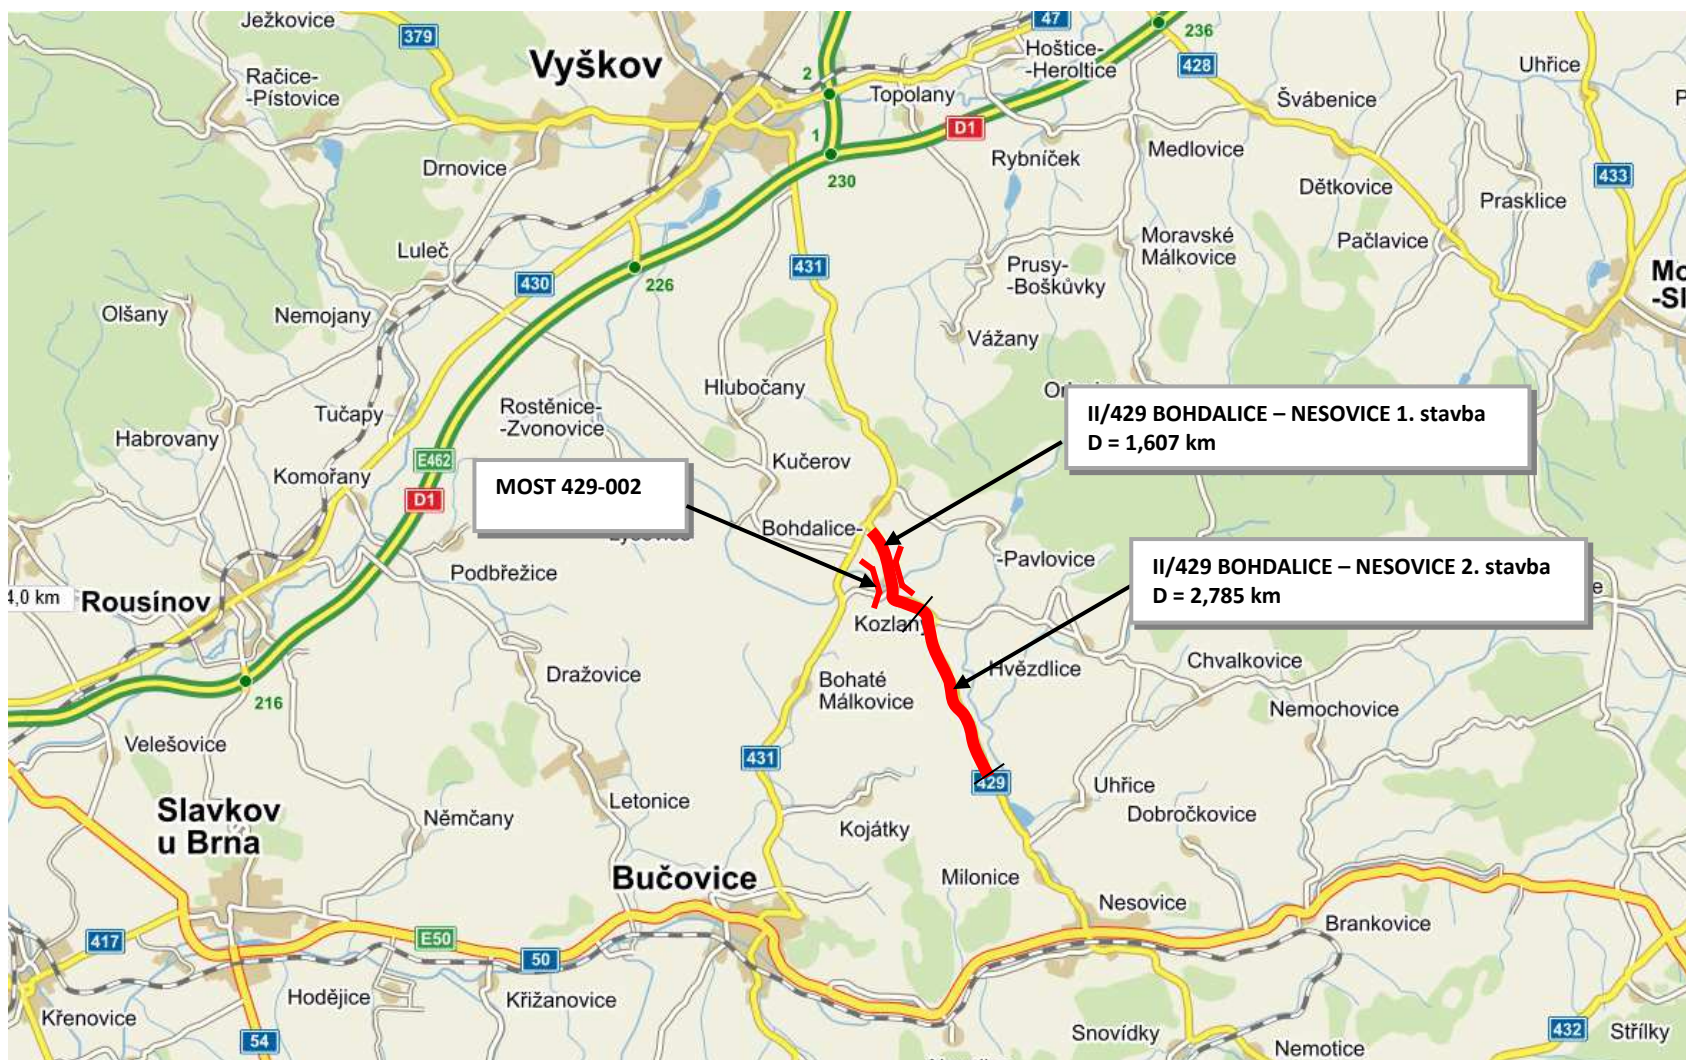 Ježkovice
379
Vyškov
Račice-
-Pístovice
Drnovice
2
1
Topolany
47
Hoštice-
-Heroltice
236
428
Uhřice
Švábenice
D1
Rybníček
Medlovice
230
Dětkovice
433
Prasklice
Pačlavice
Moravské
Málkovice
Prusy-
-Boškůvky
Luleč
431
430
226
Olšany
Nemojany
Vážany
Hlubočany
Tučapy
Rostěnice-
-Zvonovice
Habrovany
Komořany
E462
D1
Kučerov
II/429 BOHDALICE – NESOVICE 1. stavba
D = 1,607 km
MOST 429-002
Bohdalice-
-Pavlovice
II/429 BOHDALICE – NESOVICE 2. stavba
D = 2,785 km
Podbřežice
4,0 km
Rousínov
Kozlany
Hvězdlice
Chvalkovice
Dražovice
Bohaté
Málkovice
Nemochovice
216
Velešovice
431
429
Uhřice
Dobročkovice
Slavkov
u Brna
Němčany
Letonice
Kojátky
Bučovice
Milonice
Nesovice
Brankovice
417
E50
50
Hodějice
Křižanovice
Křenovice
54
Snovídky
Nemotice
432
Střílky